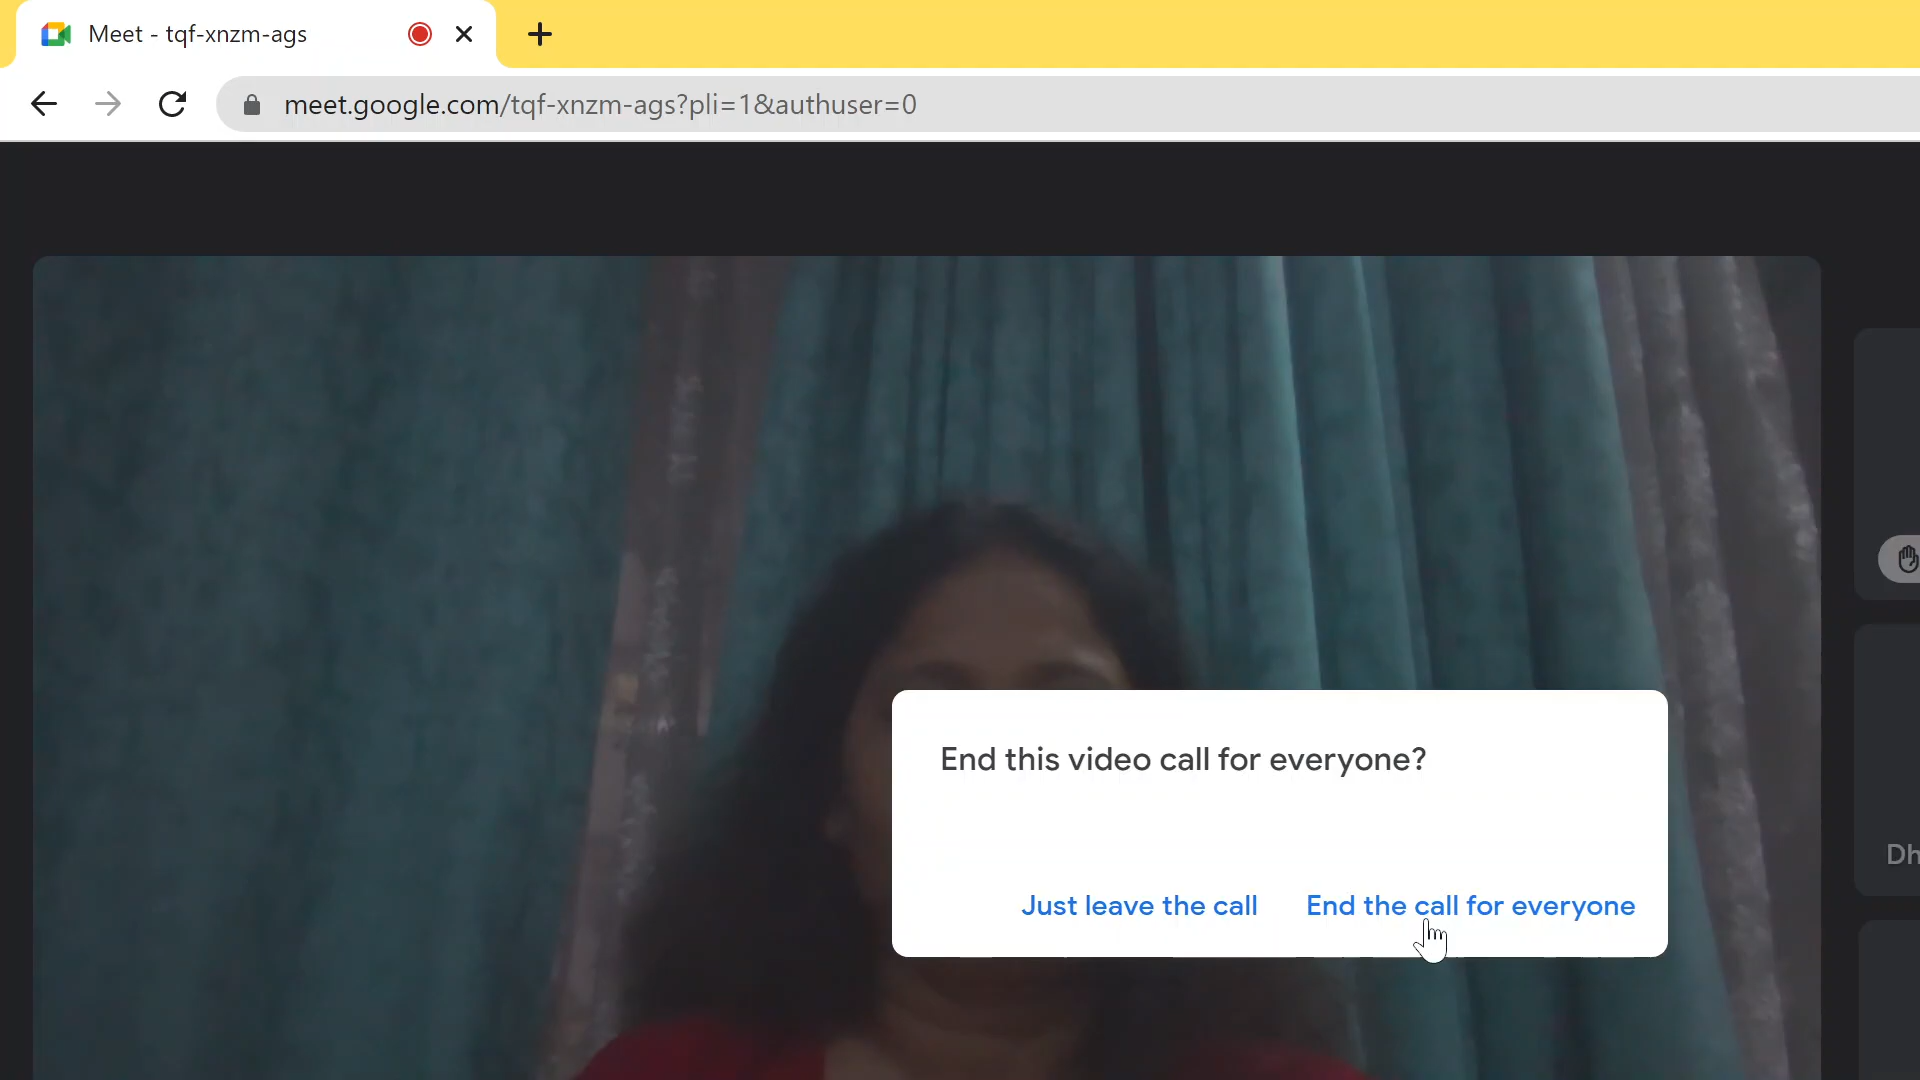 Meet - tqf-xnzm-ags
meet.google.com/tqf-xnzm-ags?pli=1&authuser=0
End this video call for everyone?
Just leave the call End the call for everyone
Dh